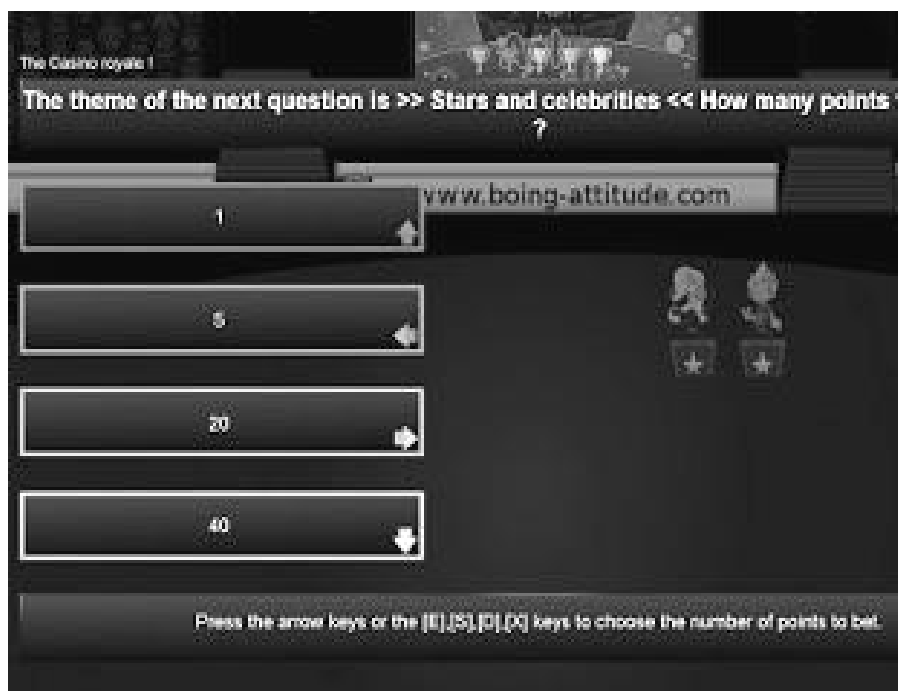 The Casino royale !
The theme of the next question is >> Stars and celebrities << How many points
?
www.boing-attitude.com
1
5
20
40
Press the arrow keys or the [E],[S],[D],[X] keys to choose the number of points to bet.